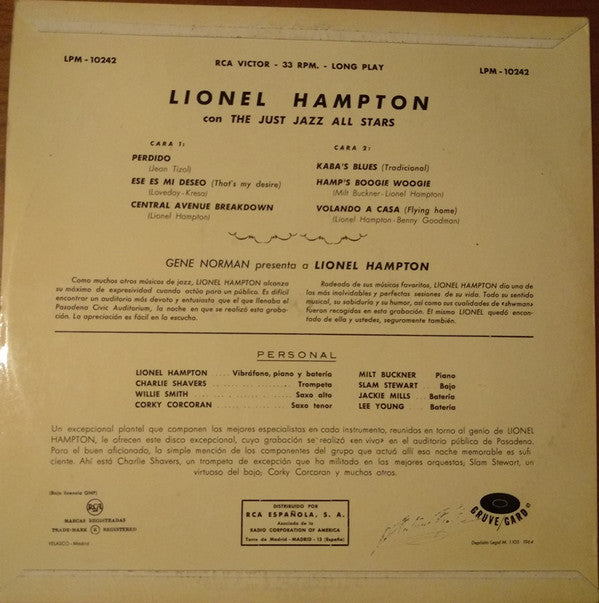 LPM - 10242
RCA VICTOR - 33 RPM. - LONG PLAY
LPM - 10242
LIONEL HAMPTON
con THE JUST JAZZ ALL STARS
CARA 1:
PERDIDO
(Jean Tizol)
ESE ES MI DESEO (That's my desire)
(Loveday-Kresa)
CENTRAL AVENUE BREAKDOWN
(Lionel Hampton)
CARA 2:
KABA'S BLUES (Tradicional)
HAMP'S BOOGIE WOOGIE
(Milt Buckner-Lionel Hampton)
VOLANDO A CASA (Flying home)
(Lionel Hampton-Benny Goodman)
GENE NORMAN presenta a LIONEL HAMPTON
Como muchos otros músicos de jazz, LIONEL HAMPTON alcanza
su máximo de expresividad cuando actúa para un público. Es difícil
encontrar un auditorio más devoto y entusiasta que el que llenaba el
Pasadena Civic Auditorium, la noche en que se realizó esta graba-
ción. La apreciación es fácil en la escucha.
Rodeado de sus músicos favoritos, LIONEL HAMPTON dio una de
las más inolvidables y perfectas sesiones de su vida. Todo su sentido
musical, su sabiduría y su humor, así como sus cualidades de «hwman»
fueron recogidas en esta grabación. El mismo LIONEL quedó encon-
tado de ella y ustedes, seguramente también.
PERSONAL
LIONEL HAMPTON .... Vibráfono, piano y batería
CHARLIE SHAVERS ........ Trompeta
WILLIE SMITH ........ Saxo alto
CORKY CORCORAN ........ Saxo tenor
MILT BUCKNER Piano
SLAM STEWART .. Bajo
JACKIE MILLS .. Batería
LEE YOUNG .... Batería
Un excepcional plantel que componen los mejores especialistas en cada instrumento, reunidos en torno al genio de LIONEL
HAMPTON, le ofrecen este disco excepcional, cuya grabación se realizó «en vivo» en el auditorio público de Pasadena.
Para el buen aficionado, la simple mención de los componentes del grupo que actuó allí esa noche memorable es sufi-
ciente. Ahí está Charlie Shavers, un trompeta de excepción que ha militado en las mejores orquestas; Slam Stewart, un
virtuoso del bajo; Corky Corcoran y muchos otros.
(Bajo licencia GNP)
RCA
MARCAS REGISTRADAS
TRADE-MARK R REGISTERED
VELASCO - Madrid
DISTRIBUIDO POR
RCA ESPAÑOLA, S. A.
Asociada de la
RADIO CORPORATION OF AMERICA
Torre de Madrid - MADRID - 13 (España)
GRUVE/GARD
Depósito Legal M. 1.103 - 1964